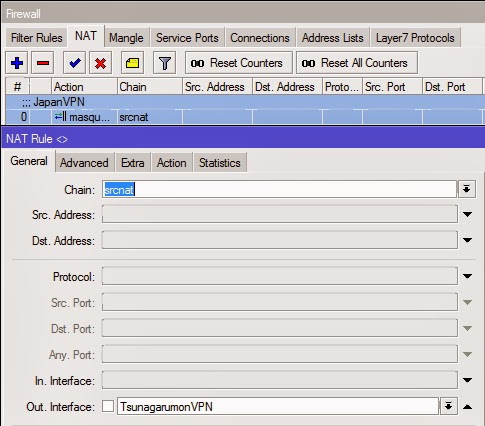 Firewall
Filter Rules NAT Mangle Service Ports Connections Address Lists Layer7 Protocols
00 Reset Counters 00 Reset All Counters
# Action Chain Src. Address Dst. Address Proto... Src. Port Dst. Port
;;; JapanVPN
0 masqu... srcnat
NAT Rule <>
General Advanced Extra Action Statistics
Chain: srcnat
Src. Address:
Dst. Address:
Protocol:
Src. Port:
Dst. Port:
Any. Port:
In. Interface:
Out. Interface: TsunagarumonVPN